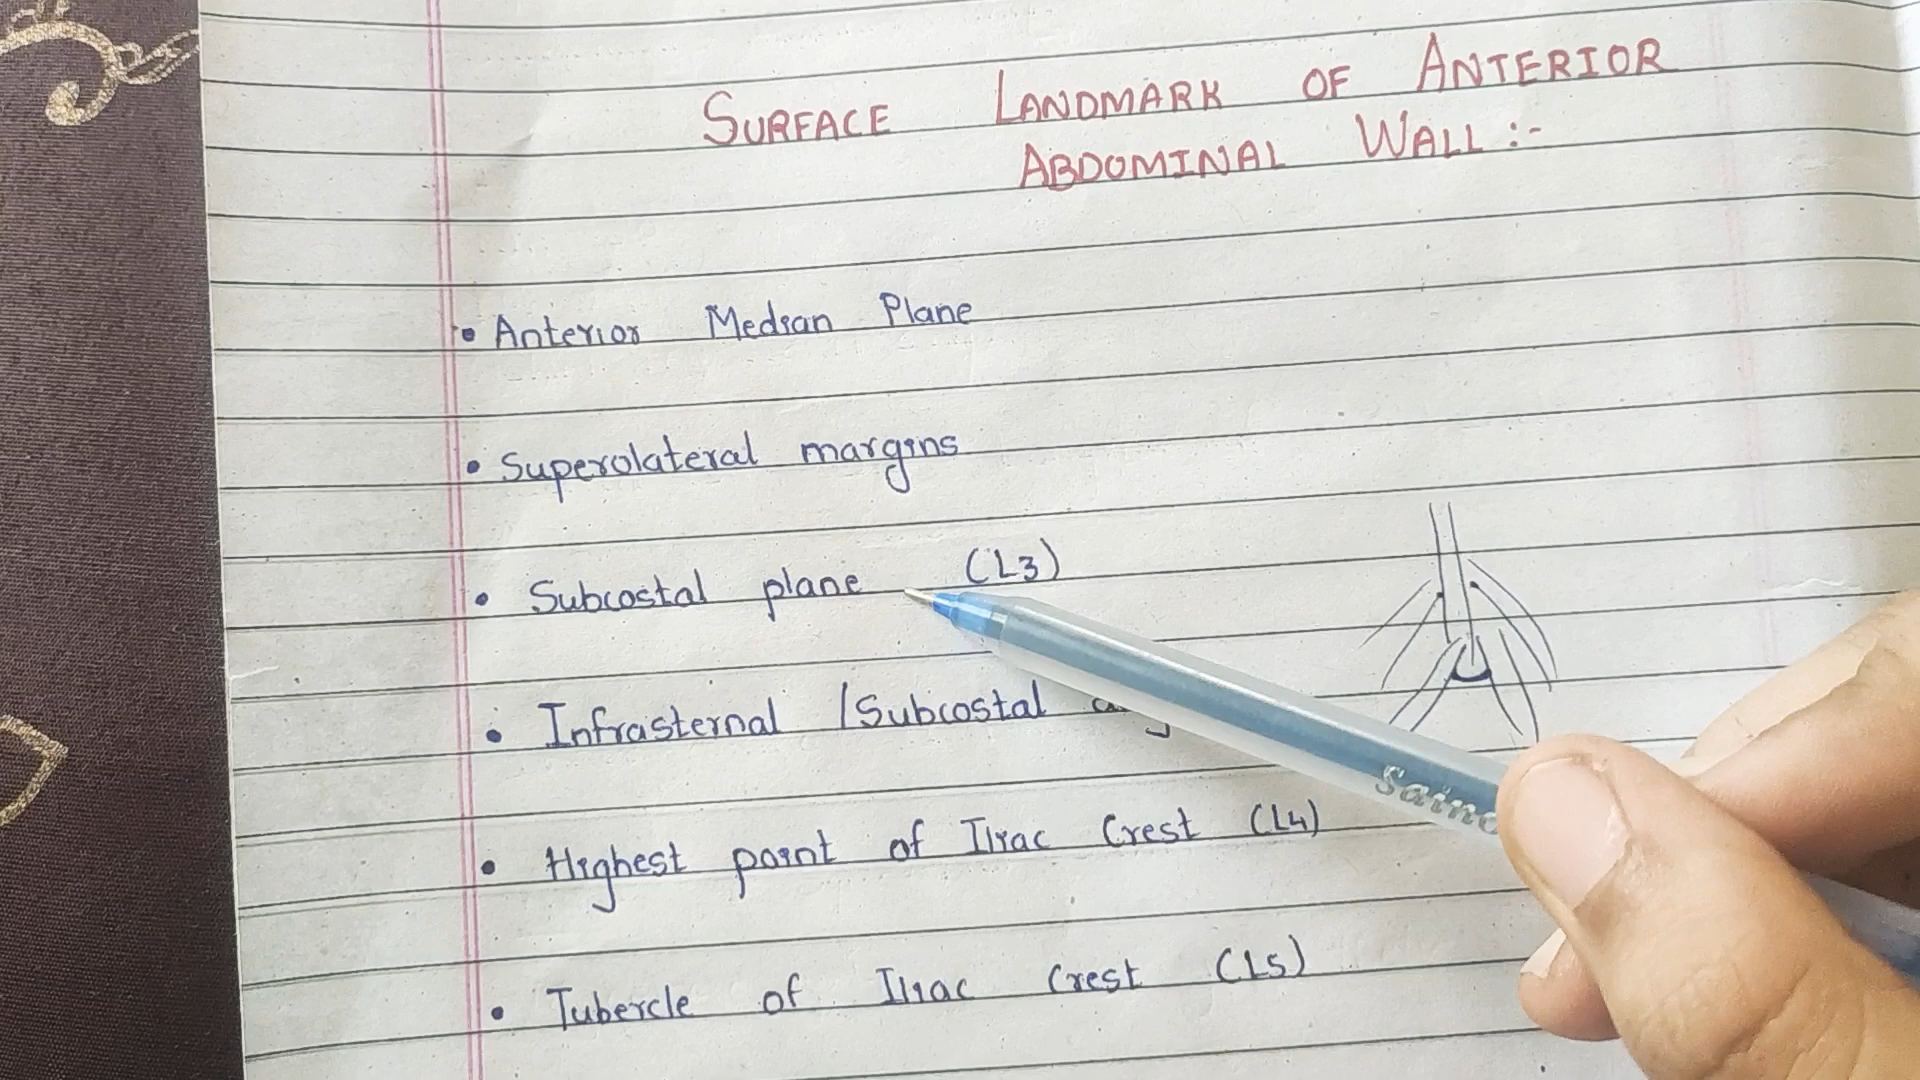 SURFACE LANDMARK OF ANTERIOR
ABDOMINAL WALL :-
• Anterior Median Plane
• Superolateral margins
• Subcostal plane (L3)
• Infrasternal /Subcostal
• Highest point of Iliac Crest (L4)
• Tubercle of Iliac Crest (L5)